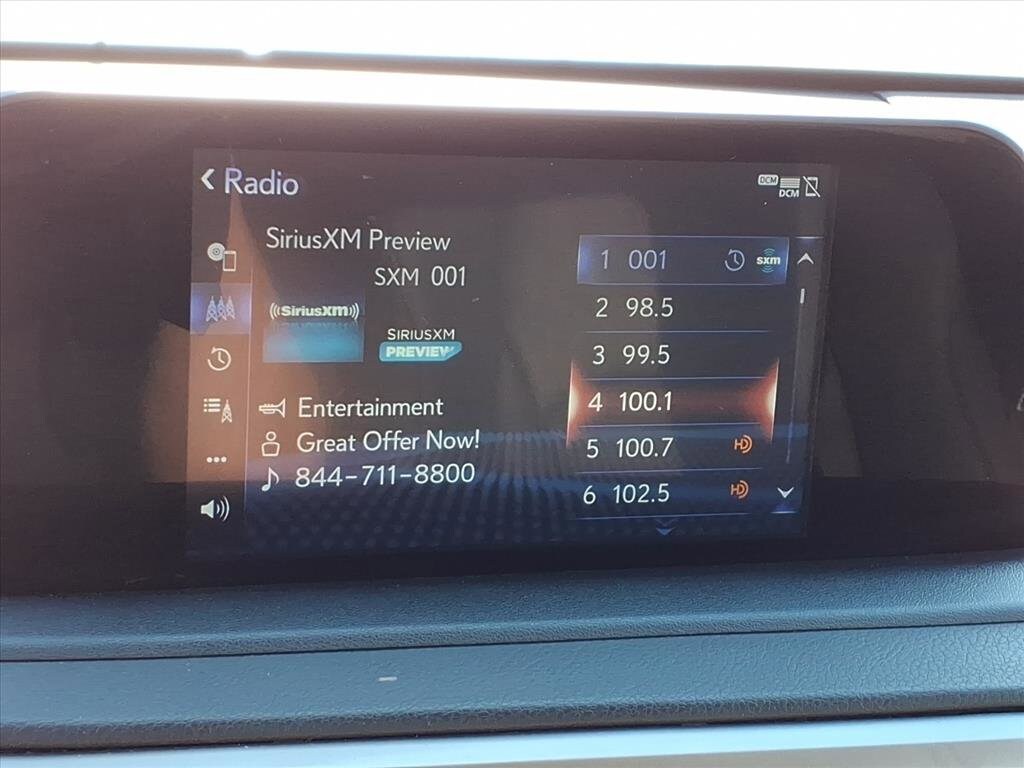 Radio
DCM
DCM
SiriusXM Preview
SXM 001
((SiriusXM))
SIRIUSXM
PREVIEW
Entertainment
Great Offer Now!
844-711-8800
1 001 sxm
2 98.5
3 99.5
4 100.1
5 100.7 HD
6 102.5 HD